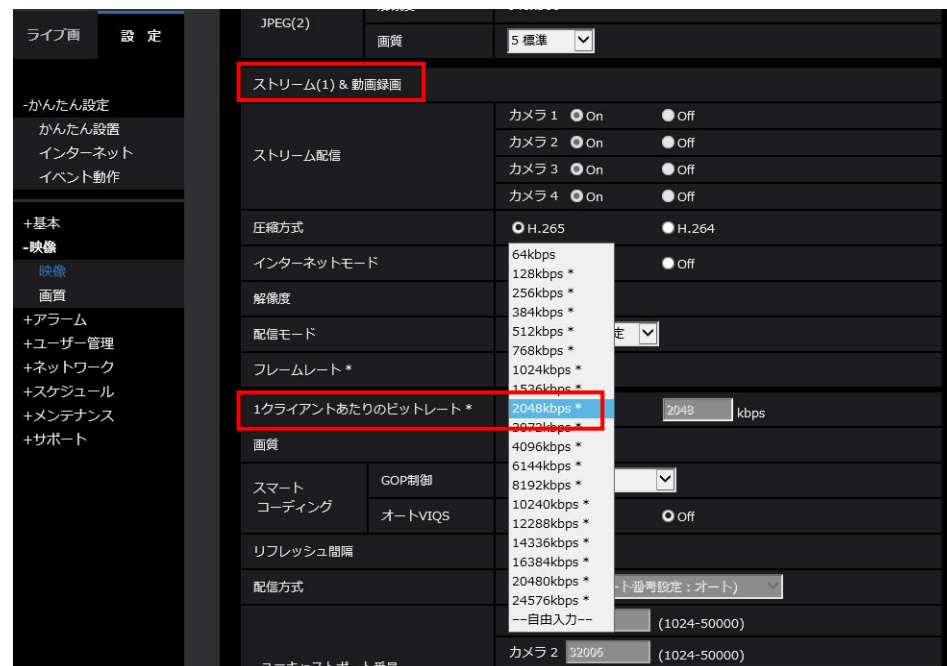 ライブ画
設 定
-かんたん設定
かんたん設置
インターネット
イベント動作
+基本
-映像
映像
画質
+アラーム
+ユーザー管理
+ネットワーク
+スケジュール
+メンテナンス
+サポート
JPEG(2)
画質 5 標準
ストリーム(1) & 動画録画
ストリーム配信
カメラ 1 On Off
カメラ 2 On Off
カメラ 3 On Off
カメラ 4 On Off
圧縮方式 H.265 H.264
インターネットモード Off
解像度
配信モード
フレームレート *
1クライアントあたりのビットレート * 2048 kbps
画質
スマート
コーディング
GOP制御
オートVIQS Off
リフレッシュ間隔
配信方式 ート番号設定：オート)
64kbps
128kbps *
256kbps *
384kbps *
512kbps *
768kbps *
1024kbps *
1536kbps *
2048kbps *
3072kbps *
4096kbps *
6144kbps *
8192kbps *
10240kbps *
12288kbps *
14336kbps *
16384kbps *
20480kbps *
24576kbps *
--自由入力--
(1024-50000)
カメラ 2 32006 (1024-50000)